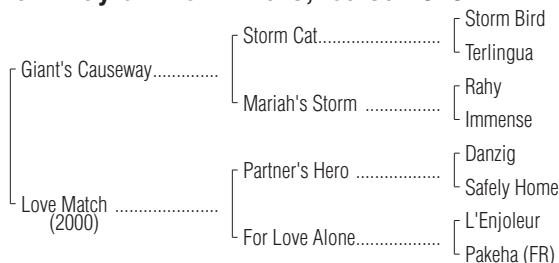 Storm Bird
Storm Cat..................
Terlingua
Giant's Causeway.............
Rahy
Mariah's Storm ................
Immense
Danzig
Partner's Hero ..................
Safely Home
Love Match ......................
(2000)
L'Enjoleur
For Love Alone.................
Pakeha (FR)